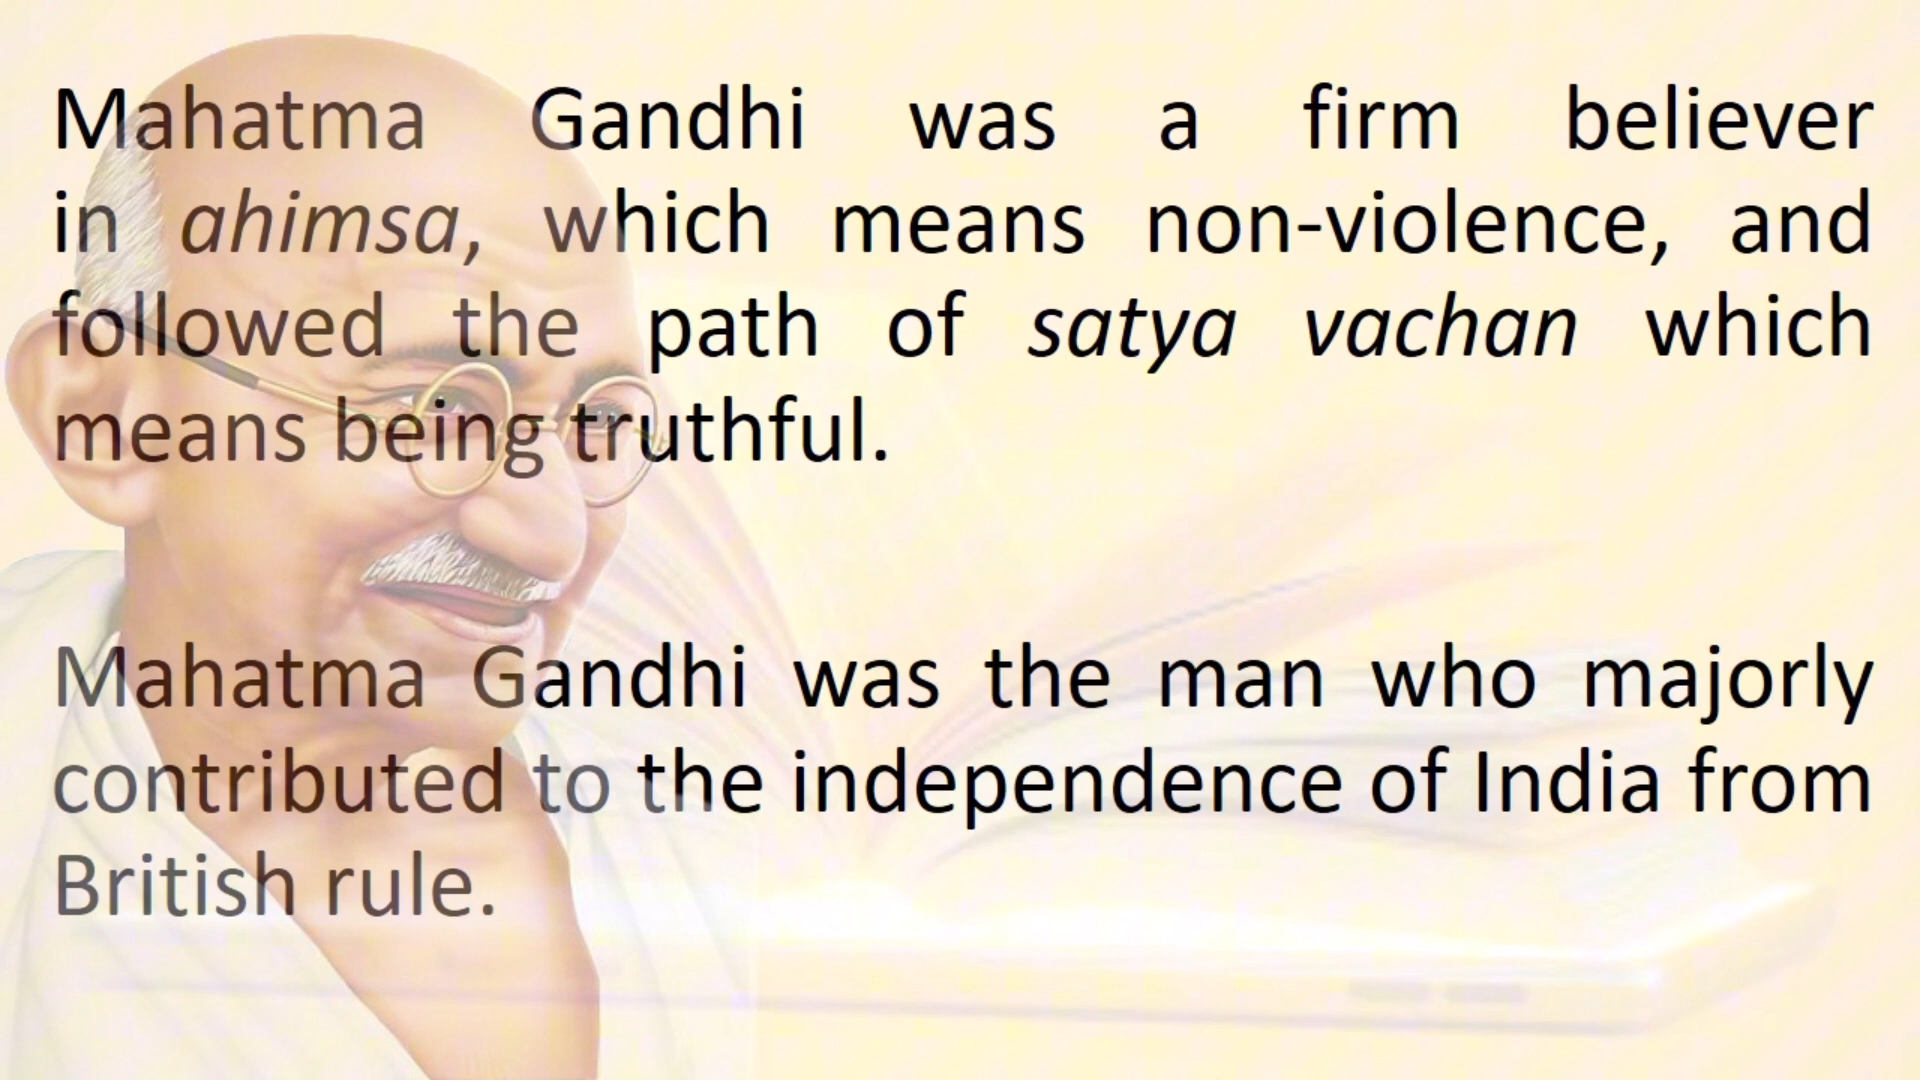 Mahatma Gandhi was a firm believer
in ahimsa, which means non-violence, and
followed the path of satya vachan which
means being truthful.
Mahatma Gandhi was the man who majorly
contributed to the independence of India from
British rule.